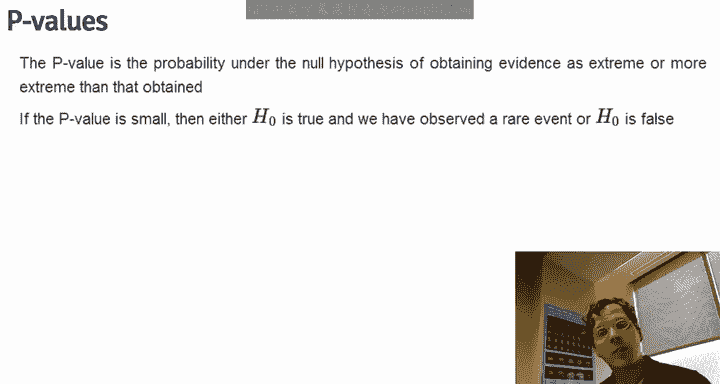 P-values
The P-value is the probability under the null hypothesis of obtaining evidence as extreme or more
extreme than that obtained
If the P-value is small, then either H₀ is true and we have observed a rare event or H₀ is false